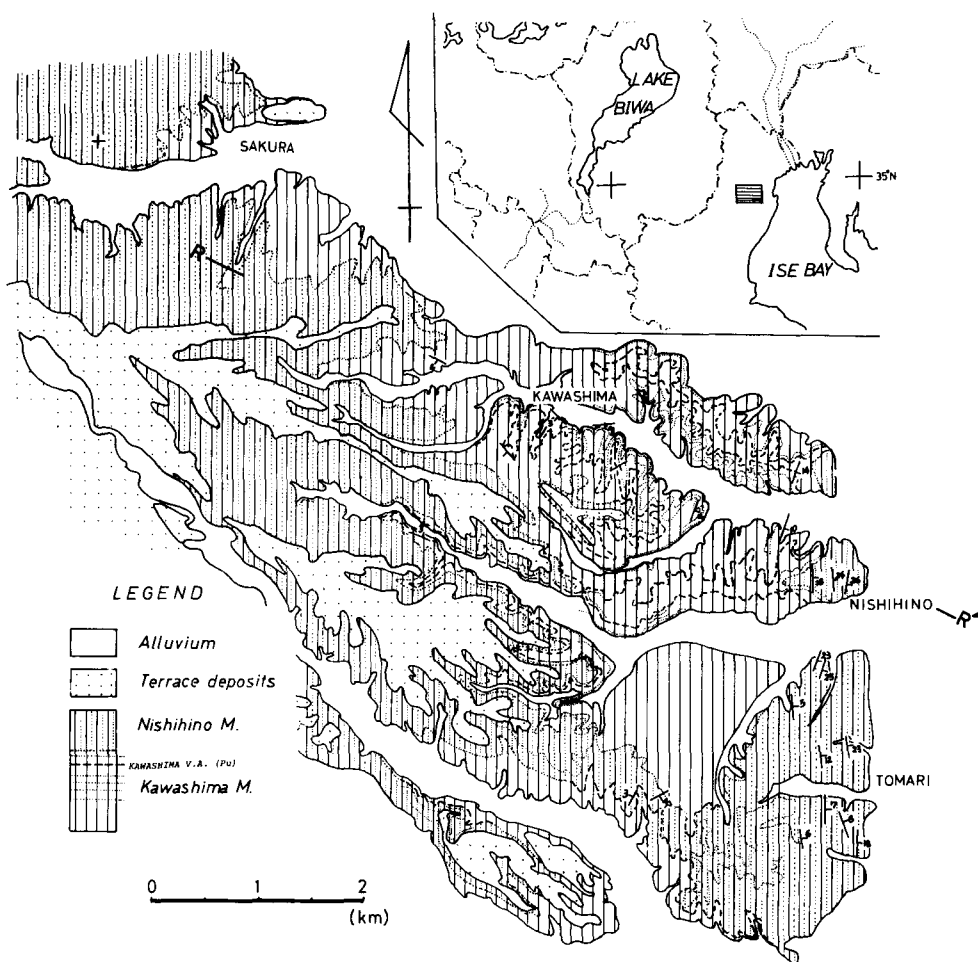 LAKE
BIWA
35°N
ISE BAY
SAKURA
R
KAWASHIMA
NISHIHINO
R
TOMARI
LEGEND
Alluvium
Terrace deposits
Nishihino M.
KAWASHIMA V.A. (Pu)
Kawashima M.
0 1 2
(km)